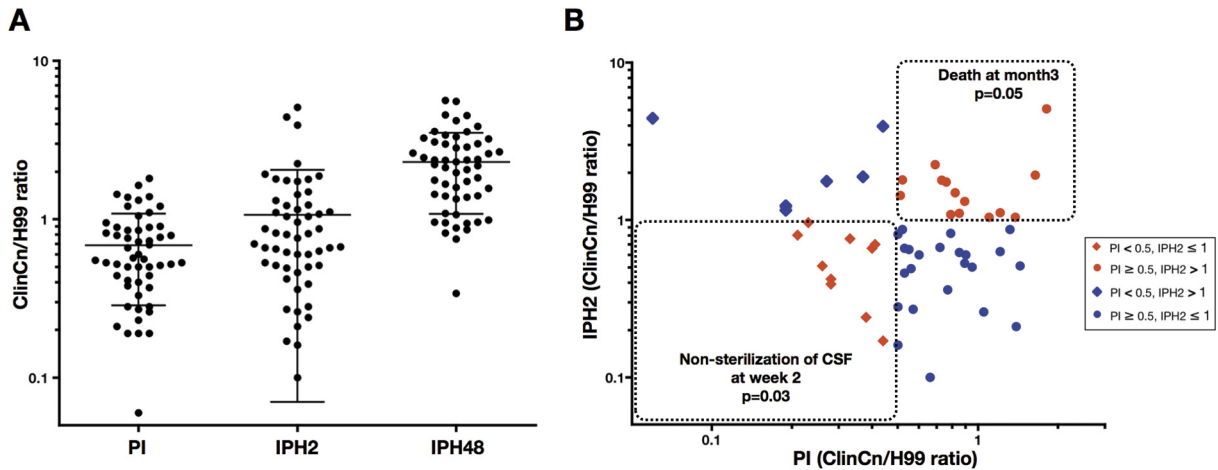 A
ClinCn/H99 ratio
10
1
0.1
PI
IPH2
IPH48
B
IPH2 (ClinCn/H99 ratio)
10
1
0.1
Death at month3
p=0.05
Non-sterilization of CSF
at week 2
p=0.03
0.1
1
PI (ClinCn/H99 ratio)
PI < 0.5, IPH2 ≤ 1
PI ≥ 0.5, IPH2 > 1
PI < 0.5, IPH2 > 1
PI ≥ 0.5, IPH2 ≤ 1